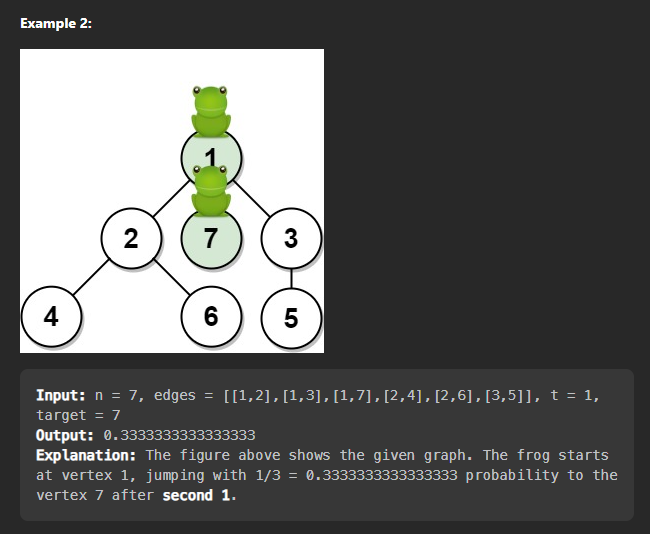 Example 2:
1
2 7 3
4 6 5
Input: n = 7, edges = [[1,2],[1,3],[1,7],[2,4],[2,6],[3,5]], t = 1,
target = 7
Output: 0.3333333333333333
Explanation: The figure above shows the given graph. The frog starts
at vertex 1, jumping with 1/3 = 0.3333333333333333 probability to the
vertex 7 after second 1.